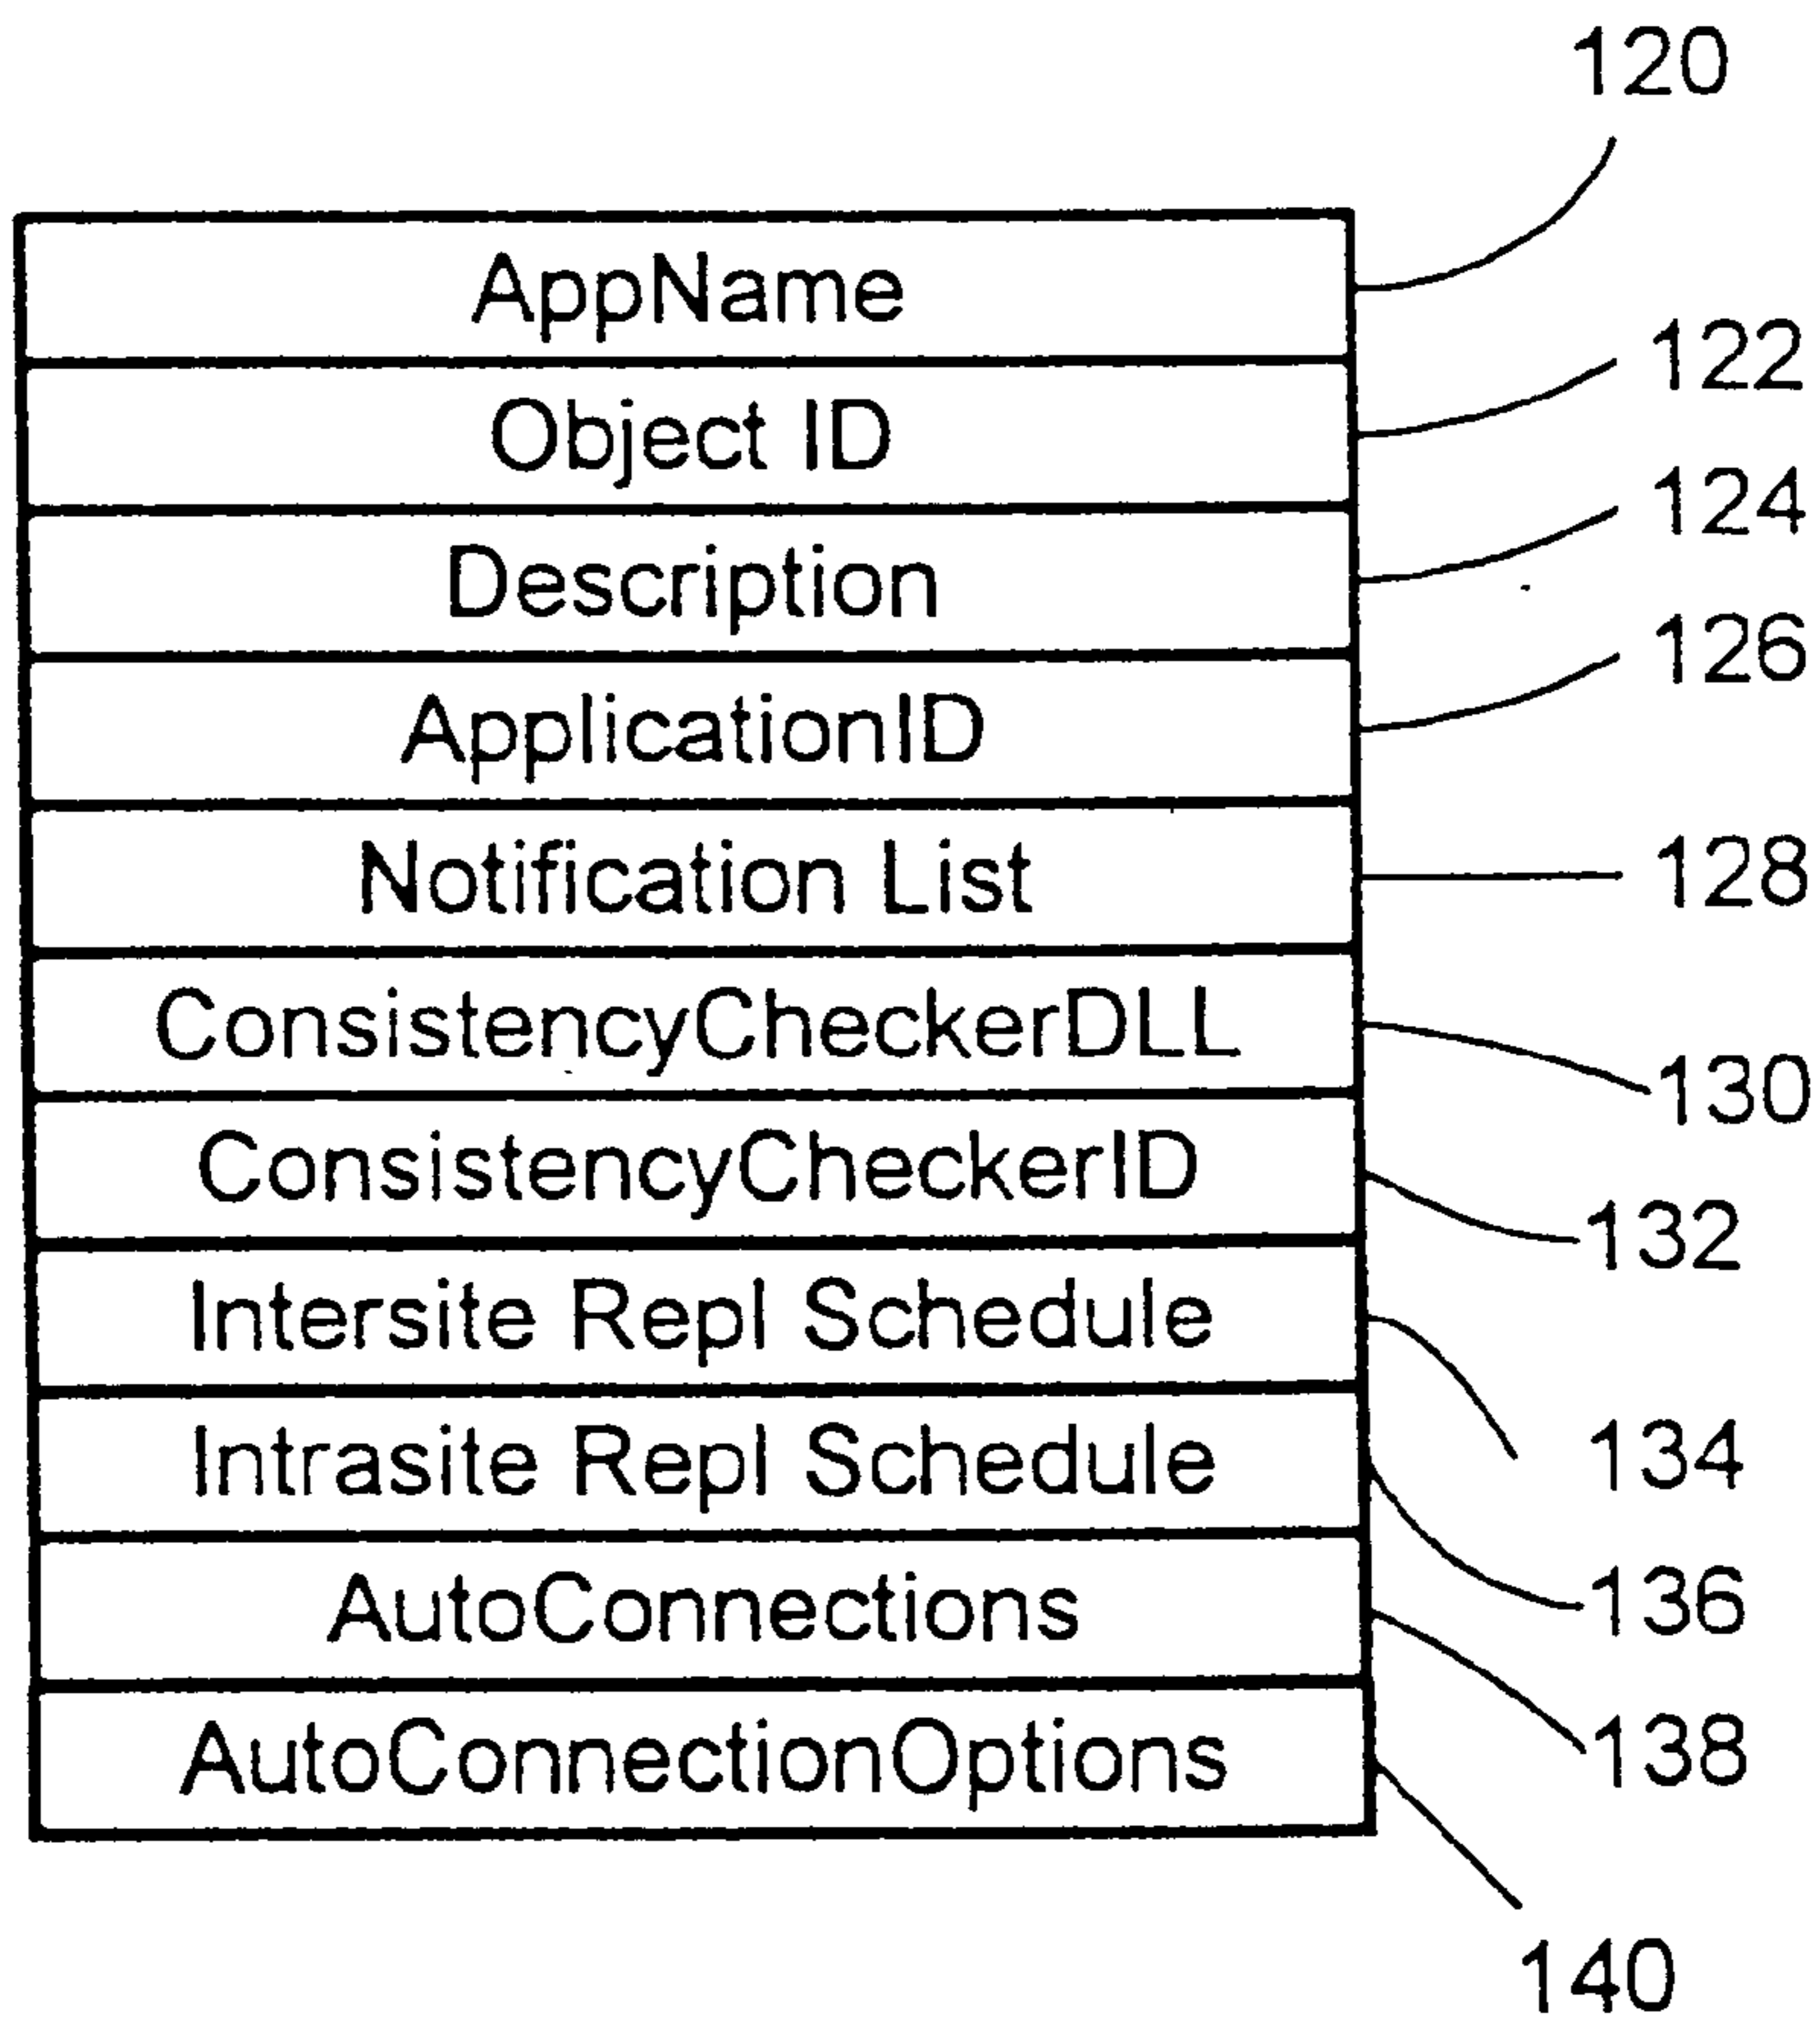 120
AppName
122
Object ID
124
Description
126
ApplicationID
Notification List 128
ConsistencyCheckerDLL
130
ConsistencyCheckerID
132
Intersite Repl Schedule
134
Intrasite Repl Schedule
136
AutoConnections
138
AutoConnectionOptions
140